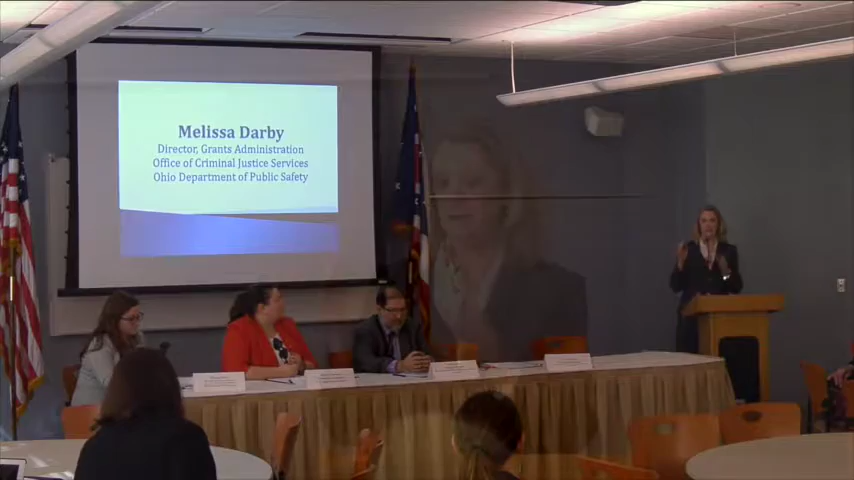 Melissa Darby
Director, Grants Administration
Office of Criminal Justice Services
Ohio Department of Public Safety